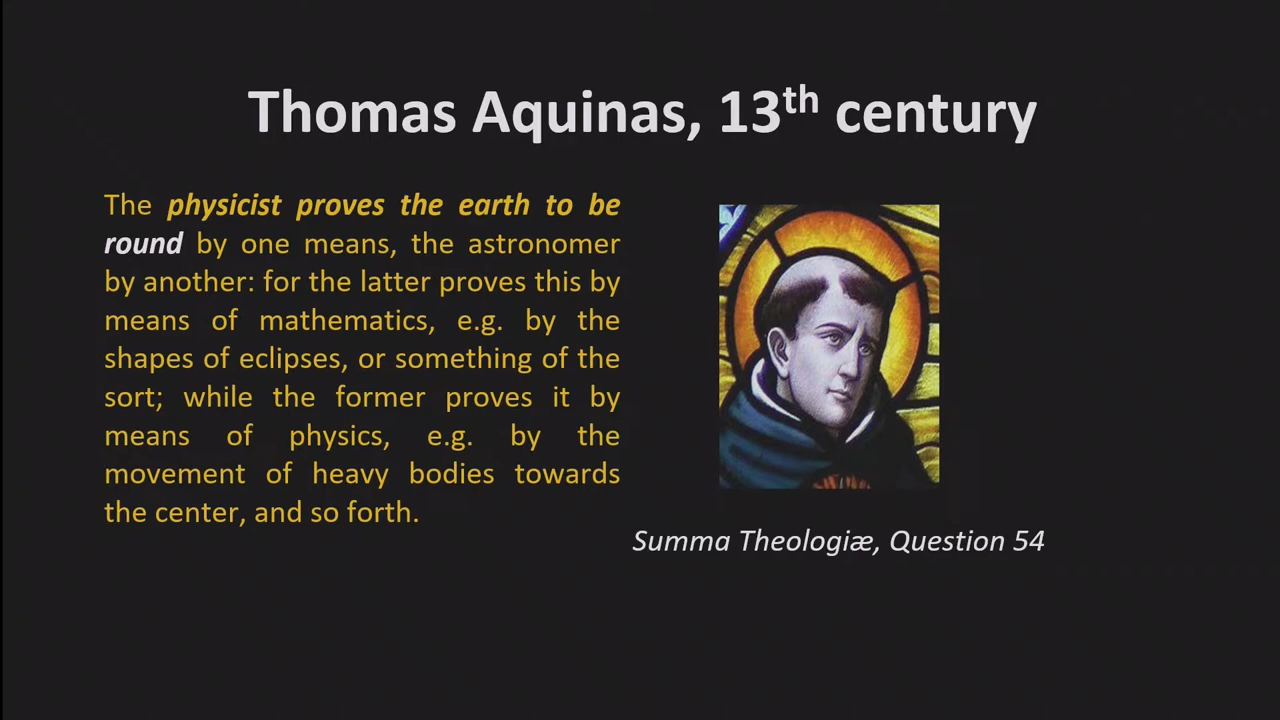 Thomas Aquinas, 13th century
The physicist proves the earth to be
round by one means, the astronomer
by another: for the latter proves this by
means of mathematics, e.g. by the
shapes of eclipses, or something of the
sort; while the former proves it by
means of physics, e.g. by the
movement of heavy bodies towards
the center, and so forth.
Summa Theologiæ, Question 54